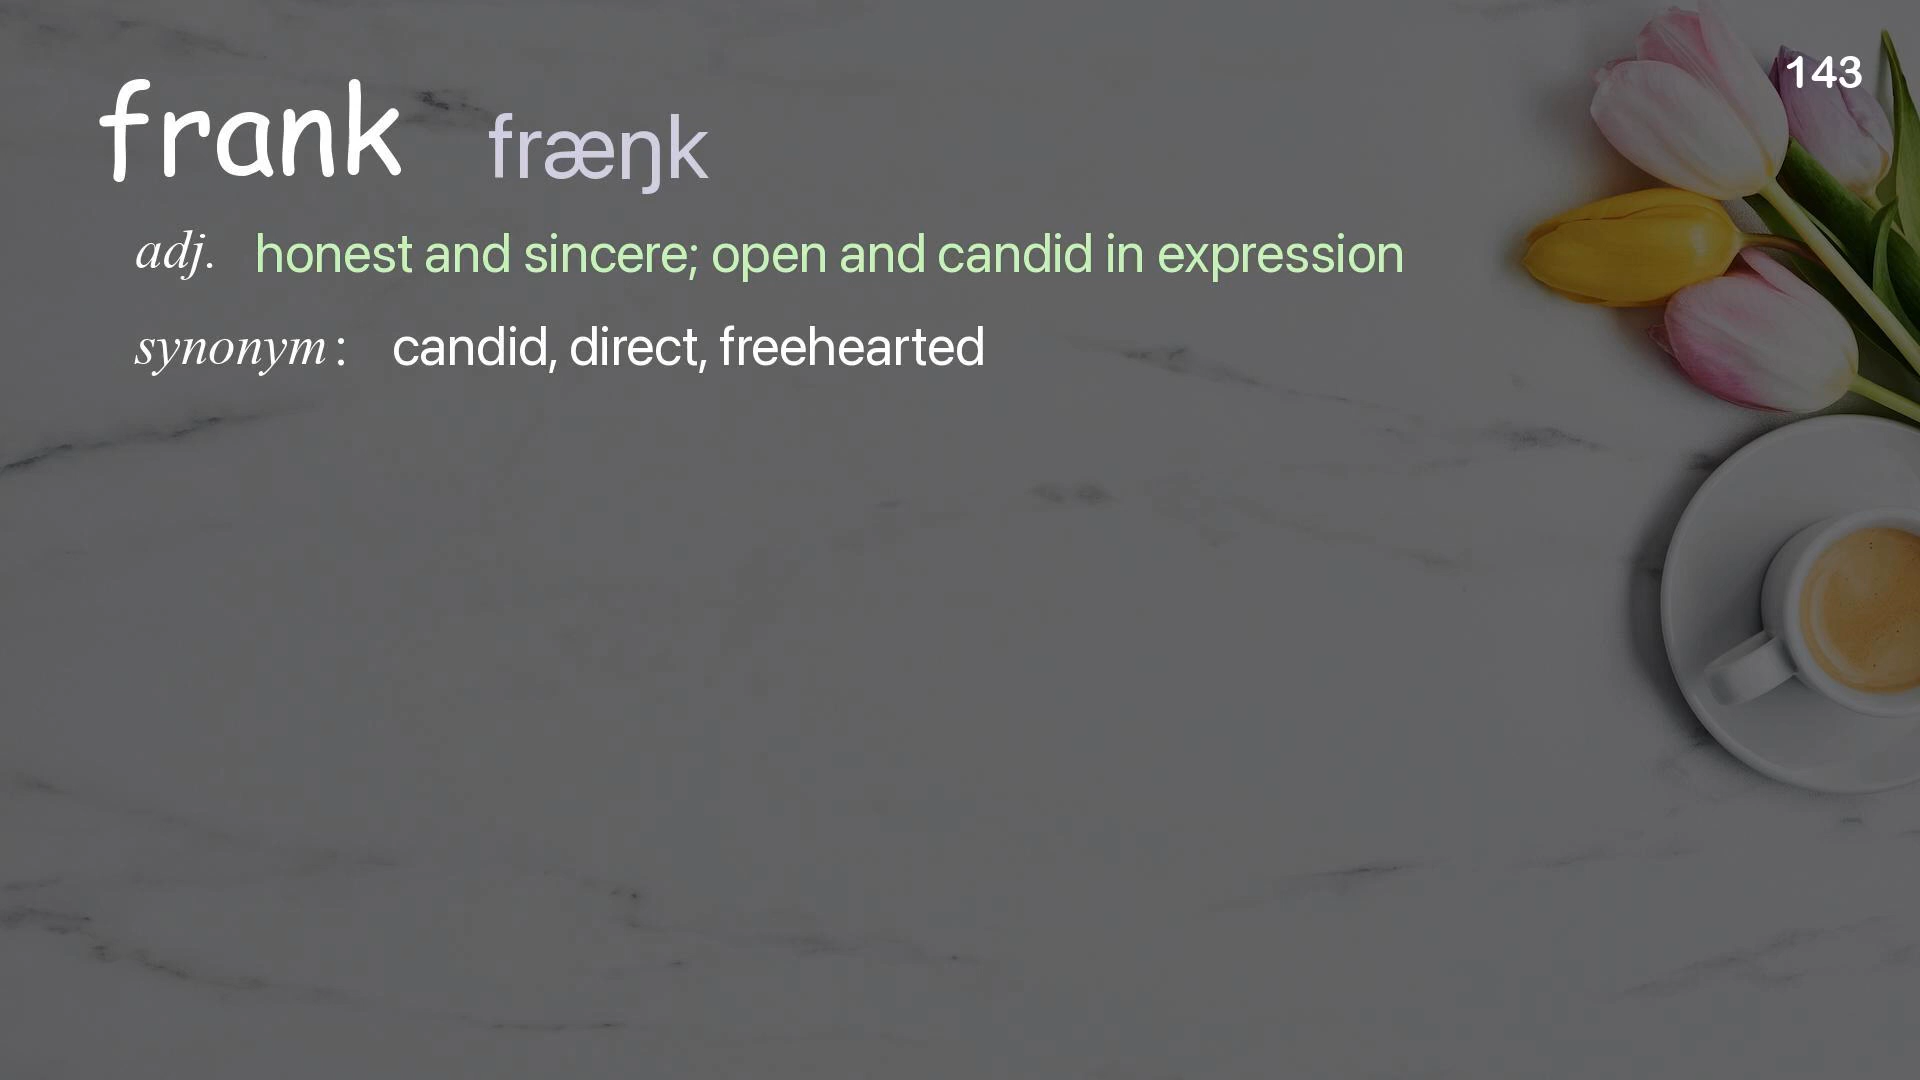 143
frank fræŋk
adj. honest and sincere; open and candid in expression
synonym: candid, direct, freehearted